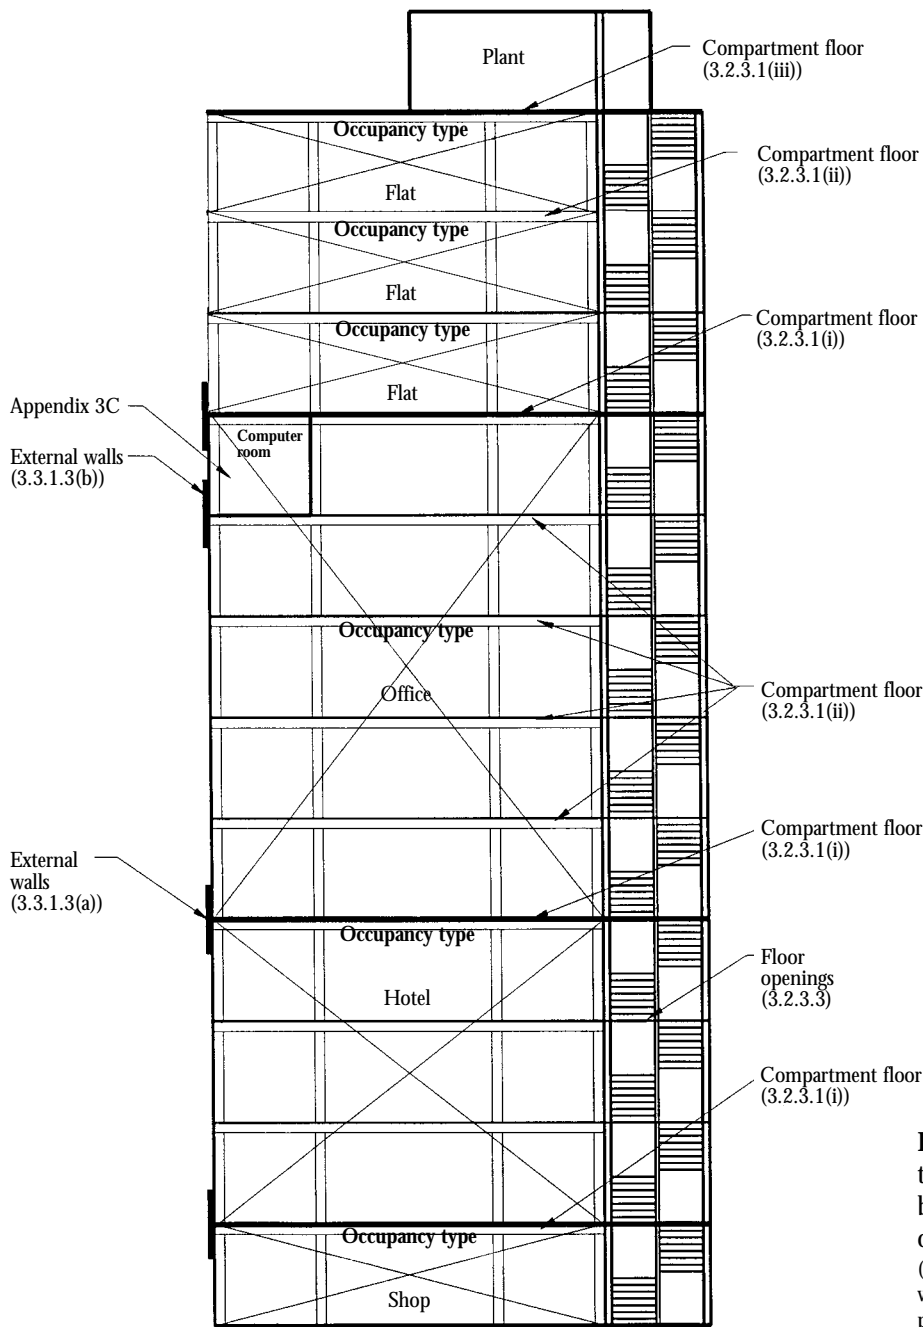 Plant
Compartment floor
(3.2.3.1(iii))
Occupancy type
Flat
Compartment floor
(3.2.3.1(ii))
Occupancy type
Flat
Compartment floor
(3.2.3.1(i))
Occupancy type
Flat
Appendix 3C
Computer
room
External walls
(3.3.1.3(b))
Occupancy type
Office
Compartment floor
(3.2.3.1(ii))
Compartment floor
(3.2.3.1(i))
External
walls
(3.3.1.3(a))
Occupancy type
Hotel
Floor
openings
(3.2.3.3)
Compartment floor
(3.2.3.1(i))
Occupancy type
Shop